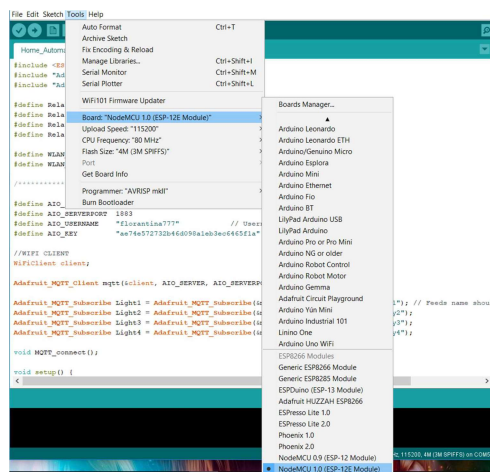 File Edit Sketch Tools Help
Auto Format Ctrl+T
Archive Sketch
Fix Encoding & Reload
Manage Libraries... Ctrl+Shift+I
Serial Monitor Ctrl+Shift+M
Serial Plotter Ctrl+Shift+L
WiFi101 Firmware Updater
Board: "NodeMCU 1.0 (ESP-12E Module)"
Upload Speed: "115200"
CPU Frequency: "80 MHz"
Flash Size: "4M (3M SPIFFS)"
Port
Get Board Info
Programmer: "AVRISP mkII"
Burn Bootloader
Boards Manager...
Arduino Leonardo
Arduino Leonardo ETH
Arduino/Genuino Micro
Arduino Esplora
Arduino Mini
Arduino Ethernet
Arduino Fio
Arduino BT
LilyPad Arduino USB
LilyPad Arduino
Arduino Pro or Pro Mini
Arduino NG or older
Arduino Robot Control
Arduino Robot Motor
Arduino Gemma
Adafruit Circuit Playground
Arduino Yún Mini
Arduino Industrial 101
Linino One
Arduino Uno WiFi
ESP8266 Modules
Generic ESP8266 Module
Generic ESP8285 Module
ESPDuino (ESP-13 Module)
Adafruit HUZZAH ESP8266
ESPresso Lite 1.0
ESPresso Lite 2.0
Phoenix 1.0
Phoenix 2.0
NodeMCU 0.9 (ESP-12 Module)
NodeMCU 1.0 (ESP-12E Module)
Home_Automa
#include <ES
#include "Ad
#include "Ad
#define Rela
#define Rela
#define Rela
#define Rela
#define WLAN
#define WLAN
/***********
#define AIO_
#define AIO_SERVERPORT 1883
#define AIO_USERNAME "florantina777" // Usern
#define AIO_KEY
//WIFI CLIENT
WiFiClient client;
Adafruit_MQTT_Client mqtt(&client, AIO_SERVER, AIO_SERVERPO
Adafruit_MQTT_Subscribe Light1 = Adafruit_MQTT_Subscribe(&m 1"); // Feeds name shou
Adafruit_MQTT_Subscribe Light2 = Adafruit_MQTT_Subscribe(&m y2");
Adafruit_MQTT_Subscribe Light3 = Adafruit_MQTT_Subscribe(&m y3");
Adafruit_MQTT_Subscribe Light4 = Adafruit_MQTT_Subscribe(&m y4");
void MQTT_connect();
void setup() {
115200, 4M (3M SPIFFS) on COM5